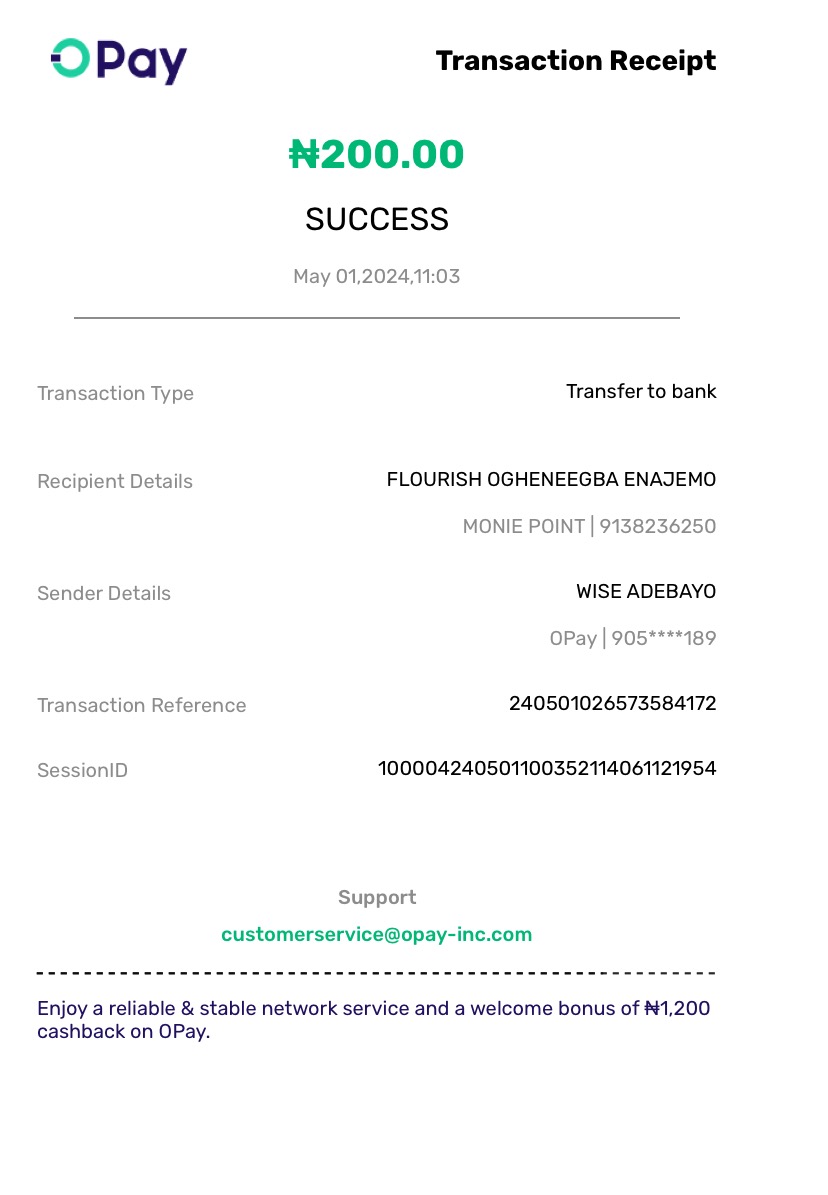 OPay
Transaction Receipt
₦200.00
SUCCESS
May 01,2024,11:03
Transaction Type
Transfer to bank
Recipient Details
FLOURISH OGHENEEGBA ENAJEMO
MONIE POINT | 9138236250
Sender Details
WISE ADEBAYO
OPay | 905****189
Transaction Reference
240501026573584172
SessionID
100004240501100352114061121954
Support
customerservice@opay-inc.com
Enjoy a reliable & stable network service and a welcome bonus of ₦1,200
cashback on OPay.